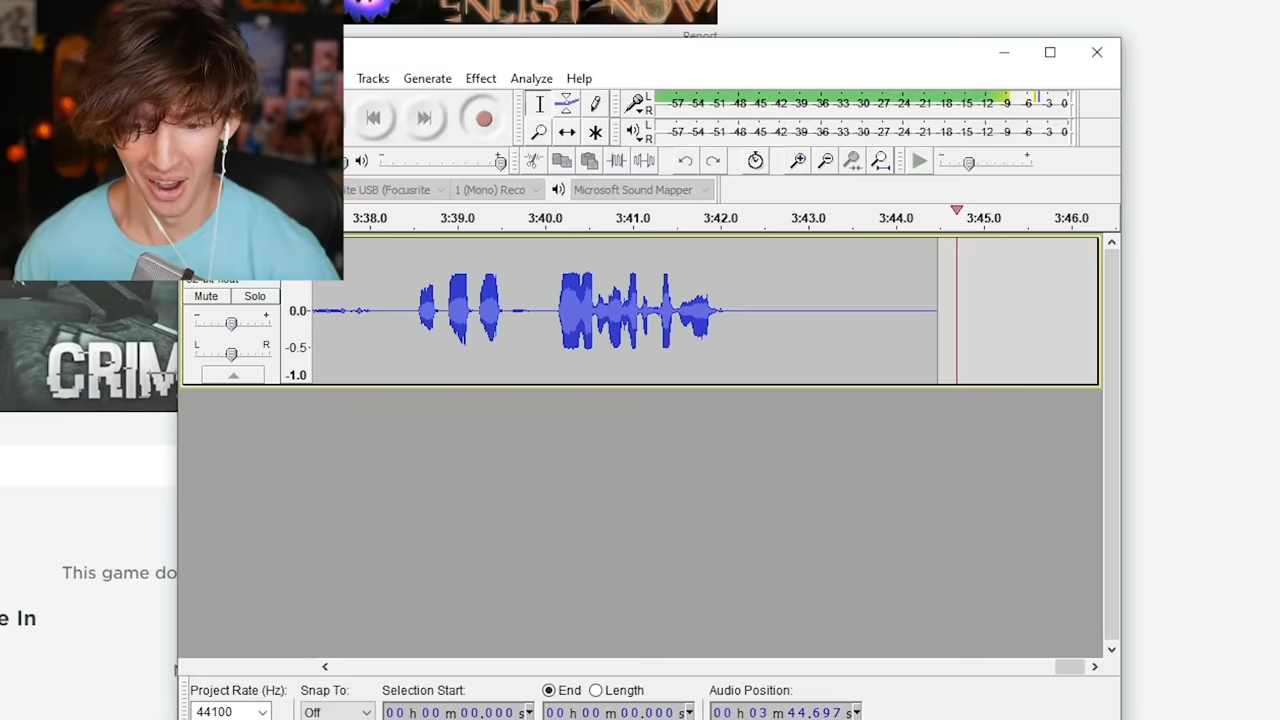 ENLIST NOW
Report
Tracks Generate Effect Analyze Help
L
R
-57 -54 -51 -48 -45 -42 -39 -36 -33 -30 -27 -24 -21 -18 -15 -12 -9 -6 -3 0
L
R
-57 -54 -51 -48 -45 -42 -39 -36 -33 -30 -27 -24 -21 -18 -15 -12 -9 -6 -3 0
ite USB (Focusrite 1 (Mono) Reco Microsoft Sound Mapper
3:38.0 3:39.0 3:40.0 3:41.0 3:42.0 3:43.0 3:44.0 3:45.0 3:46.0
32-bit float
Mute Solo
- +
0.0
L R
-0.5
-1.0
CRIM
This game do
e In
Project Rate (Hz): Snap To: Selection Start: End Length Audio Position:
44100 Off 00 h 00 m 00.000 s 00 h 00 m 00.000 s 00 h 03 m 44.697 s